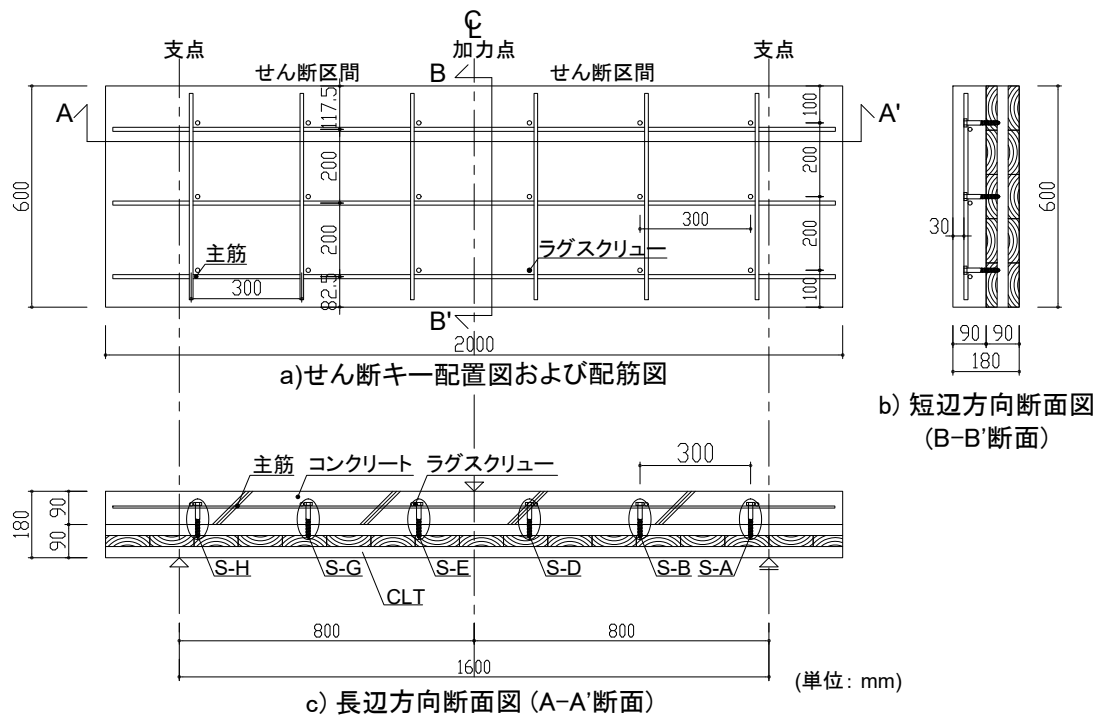 ℄
支点
加力点
支点
せん断区間
B
せん断区間
A
A'
117.5
100
200
200
200
200
600
600
300
30
主筋
ラグスクリュー
300
82.5
100
B'
90
90
2000
180
a)せん断キー配置図および配筋図
b) 短辺方向断面図
(B-B'断面)
主筋
コンクリート
ラグスクリュー
300
180
90
90
S-H
S-G
S-E
S-D
S-B
S-A
CLT
800
800
1600
(単位: mm)
c) 長辺方向断面図 (A-A'断面)